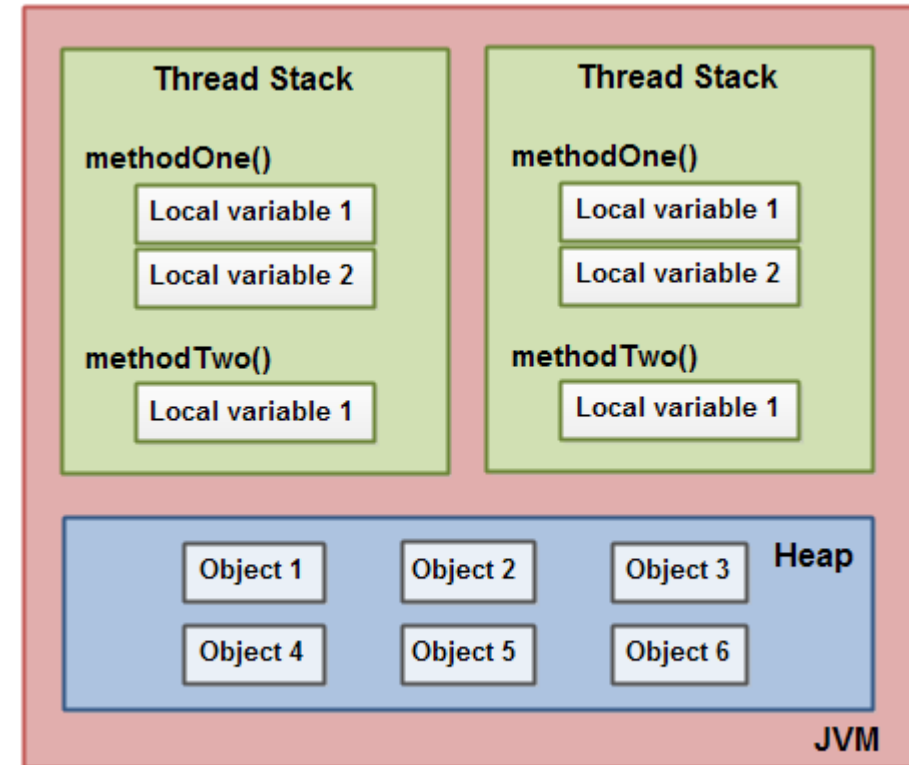 Thread Stack
methodOne()
Local variable 1
Local variable 2
methodTwo()
Local variable 1
Thread Stack
methodOne()
Local variable 1
Local variable 2
methodTwo()
Local variable 1
Heap
Object 1
Object 2
Object 3
Object 4
Object 5
Object 6
JVM